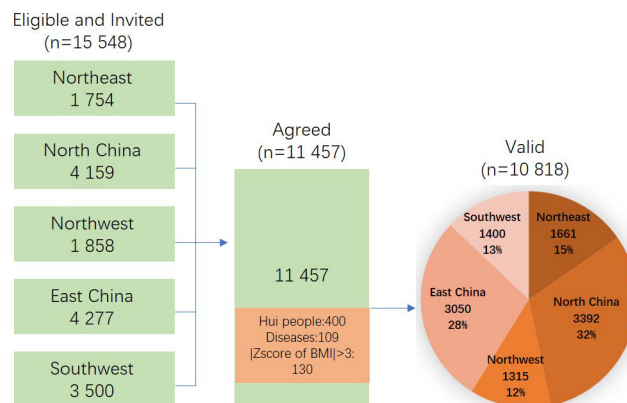 Eligible and Invited
(n=15 548)
Northeast
1 754
North China
4 159
Northwest
1 858
East China
4 277
Southwest
3 500
Agreed
(n=11 457)
11 457
Hui people:400
Diseases:109
|Zscore of BMI|>3:
130
Valid
(n=10 818)
Southwest
1400
13%
Northeast
1661
15%
East China
3050
28%
North China
3392
32%
Northwest
1315
12%